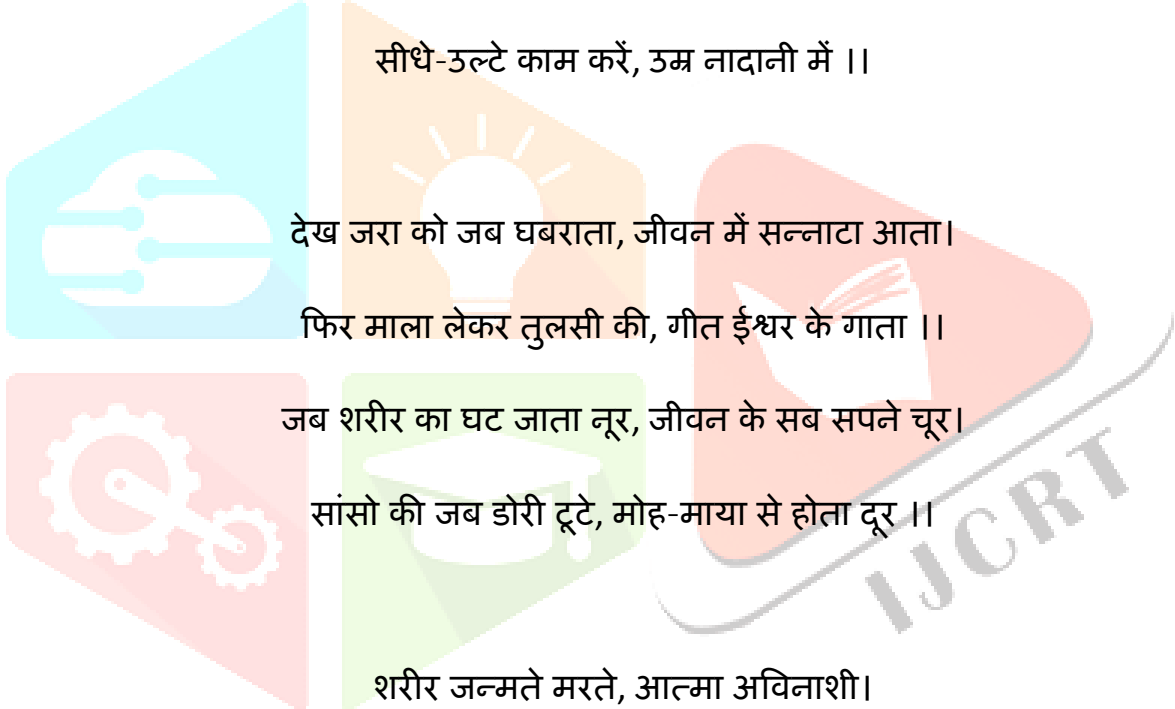 सीधे-उल्टे काम करें, उम्र नादानी में ।।
देख जरा को जब घबराता, जीवन में सन्नाटा आता।
फिर माला लेकर तुलसी की, गीत ईश्वर के गाता ।।
जब शरीर का घट जाता नूर, जीवन के सब सपने चूर।
सांसो की जब डोरी टूटे, मोह-माया से होता दूर ।।
IJCRT
शरीर जन्मते मरते, आत्मा अविनाशी।